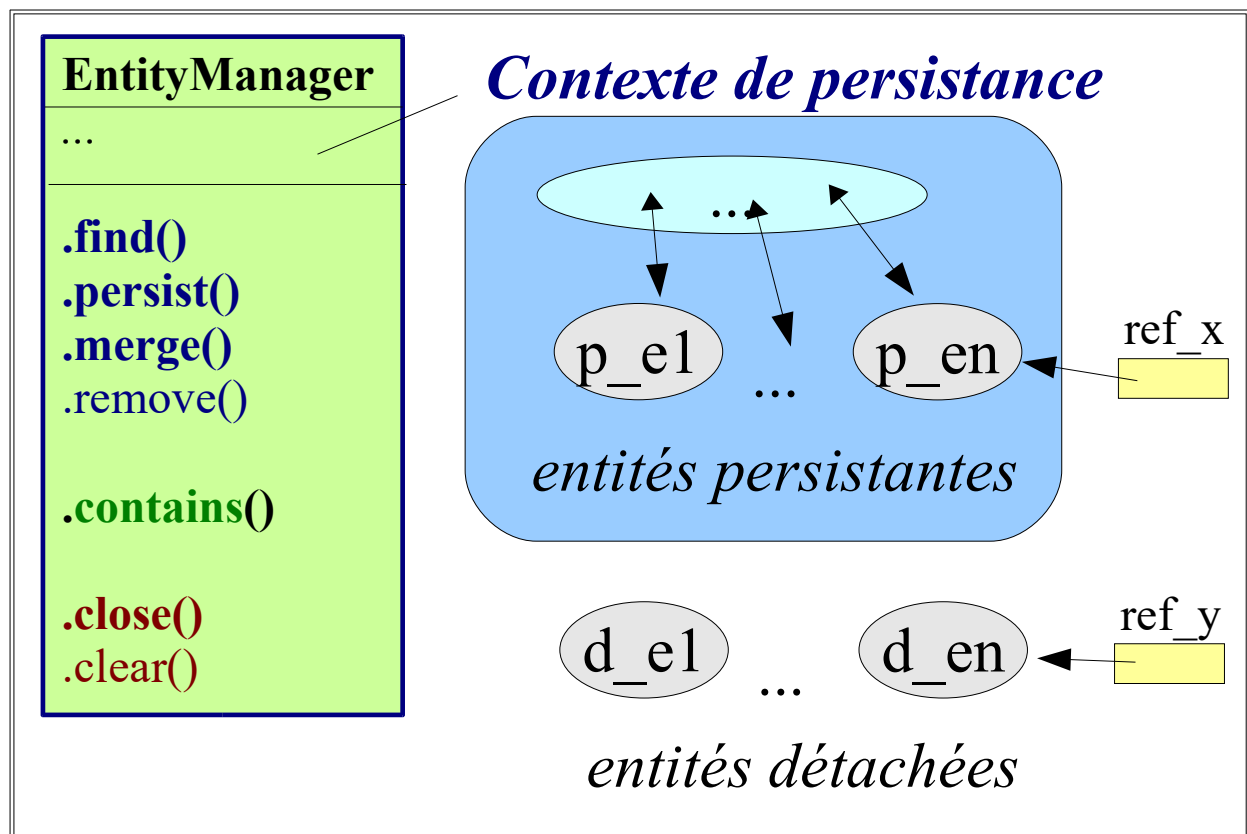 EntityManager
...
.find()
.persist()
.merge()
.remove()
.contains()
.close()
.clear()
Contexte de persistance
...
p_e1
...
p_en
entités persistantes
ref_x
d_e1
...
d_en
ref_y
entités détachées